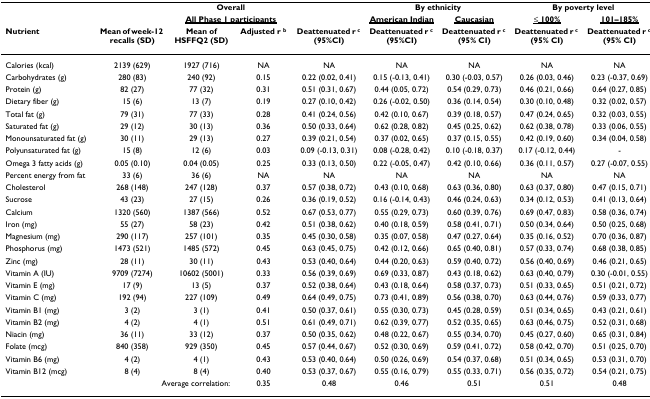 Overall By ethnicity By poverty level
All Phase 1 participants American Indian Caucasian ≤ 100% 101–185%
Nutrient Mean of week-12 recalls (SD) Mean of HSFFQ2 (SD) Adjusted r b Deattenuated r c (95%CI) Deattenuated r c (95%CI) Deattenuated r c (95% CI) Deattenuated r c (95% CI) Deattenuated r c (95% CI)
Calories (kcal) 2139 (629) 1927 (716) NA NA NA NA NA NA
Carbohydrates (g) 280 (83) 240 (92) 0.15 0.22 (0.02, 0.41) 0.15 (-0.13, 0.41) 0.30 (-0.03, 0.57) 0.26 (0.03, 0.46) 0.23 (-0.37, 0.69)
Protein (g) 82 (27) 77 (32) 0.31 0.51 (0.31, 0.67) 0.44 (0.05, 0.72) 0.54 (0.29, 0.73) 0.46 (0.21, 0.66) 0.64 (0.27, 0.85)
Dietary fiber (g) 15 (6) 13 (7) 0.19 0.27 (0.10, 0.42) 0.26 (-0.02, 0.50) 0.36 (0.14, 0.54) 0.30 (0.10, 0.48) 0.32 (0.02, 0.57)
Total fat (g) 79 (31) 77 (33) 0.28 0.41 (0.24, 0.56) 0.42 (0.10, 0.67) 0.39 (0.18, 0.57) 0.47 (0.24, 0.65) 0.32 (0.03, 0.55)
Saturated fat (g) 29 (12) 30 (13) 0.36 0.50 (0.33, 0.64) 0.62 (0.28, 0.82) 0.45 (0.25, 0.62) 0.62 (0.38, 0.78) 0.33 (0.06, 0.55)
Monounsaturated fat (g) 30 (11) 29 (13) 0.27 0.39 (0.21, 0.54) 0.37 (0.02, 0.65) 0.37 (0.15, 0.55) 0.42 (0.19, 0.60) 0.34 (0.04, 0.58)
Polyunsaturated fat (g) 15 (8) 12 (6) 0.03 0.09 (-0.13, 0.31) 0.08 (-0.28, 0.42) 0.10 (-0.18, 0.37) 0.17 (-0.12, 0.44) -
Omega 3 fatty acids (g) 0.05 (0.10) 0.04 (0.05) 0.25 0.33 (0.13, 0.50) 0.22 (-0.05, 0.47) 0.42 (0.10, 0.66) 0.36 (0.11, 0.57) 0.27 (-0.07, 0.55)
Percent energy from fat 33 (6) 36 (6) NA NA NA NA NA NA
Cholesterol 268 (148) 247 (128) 0.37 0.57 (0.38, 0.72) 0.43 (0.10, 0.68) 0.63 (0.36, 0.80) 0.63 (0.37, 0.80) 0.47 (0.15, 0.71)
Sucrose 43 (23) 27 (15) 0.26 0.36 (0.19, 0.52) 0.16 (-0.14, 0.43) 0.46 (0.24, 0.63) 0.34 (0.12, 0.53) 0.41 (0.13, 0.64)
Calcium 1320 (560) 1387 (566) 0.52 0.67 (0.53, 0.77) 0.55 (0.29, 0.73) 0.60 (0.39, 0.76) 0.69 (0.47, 0.83) 0.58 (0.36, 0.74)
Iron (mg) 55 (27) 58 (23) 0.42 0.51 (0.38, 0.62) 0.40 (0.18, 0.59) 0.58 (0.41, 0.71) 0.50 (0.34, 0.64) 0.50 (0.25, 0.68)
Magnesium (mg) 290 (117) 257 (101) 0.35 0.45 (0.30, 0.58) 0.35 (0.07, 0.58) 0.47 (0.27, 0.64) 0.35 (0.16, 0.52) 0.70 (0.36, 0.87)
Phosphorus (mg) 1473 (521) 1485 (572) 0.45 0.63 (0.45, 0.75) 0.42 (0.12, 0.66) 0.65 (0.40, 0.81) 0.57 (0.33, 0.74) 0.68 (0.38, 0.85)
Zinc (mg) 28 (11) 30 (11) 0.43 0.53 (0.40, 0.64) 0.44 (0.20, 0.63) 0.59 (0.40, 0.72) 0.56 (0.40, 0.69) 0.46 (0.21, 0.65)
Vitamin A (IU) 9709 (7274) 10602 (5001) 0.33 0.56 (0.39, 0.69) 0.69 (0.33, 0.87) 0.43 (0.18, 0.62) 0.63 (0.40, 0.79) 0.30 (-0.01, 0.55)
Vitamin E (mg) 17 (9) 13 (5) 0.37 0.52 (0.38, 0.64) 0.43 (0.18, 0.64) 0.58 (0.37, 0.73) 0.51 (0.33, 0.65) 0.51 (0.21, 0.72)
Vitamin C (mg) 192 (94) 227 (109) 0.49 0.64 (0.49, 0.75) 0.73 (0.41, 0.89) 0.56 (0.38, 0.70) 0.63 (0.44, 0.76) 0.59 (0.33, 0.77)
Vitamin B1 (mg) 3 (2) 3 (1) 0.41 0.50 (0.37, 0.61) 0.55 (0.30, 0.73) 0.45 (0.28, 0.59) 0.51 (0.34, 0.65) 0.43 (0.21, 0.61)
Vitamin B2 (mg) 4 (2) 4 (1) 0.51 0.61 (0.49, 0.71) 0.62 (0.39, 0.77) 0.52 (0.35, 0.65) 0.63 (0.46, 0.75) 0.52 (0.31, 0.68)
Niacin (mg) 36 (11) 33 (12) 0.37 0.50 (0.35, 0.62) 0.48 (0.22, 0.67) 0.55 (0.34, 0.70) 0.45 (0.27, 0.60) 0.65 (0.31, 0.84)
Folate (mcg) 840 (358) 929 (350) 0.45 0.57 (0.44, 0.67) 0.52 (0.30, 0.69) 0.59 (0.41, 0.72) 0.58 (0.42, 0.70) 0.51 (0.25, 0.70)
Vitamin B6 (mg) 4 (2) 4 (1) 0.43 0.53 (0.40, 0.64) 0.50 (0.26, 0.69) 0.54 (0.37, 0.68) 0.51 (0.34, 0.65) 0.53 (0.31, 0.70)
Vitamin B12 (mcg) 8 (4) 8 (4) 0.40 0.53 (0.37, 0.67) 0.55 (0.16, 0.79) 0.55 (0.33, 0.71) 0.56 (0.35, 0.72) 0.54 (0.21, 0.75)
Average correlation: 0.35 0.48 0.46 0.51 0.51 0.48